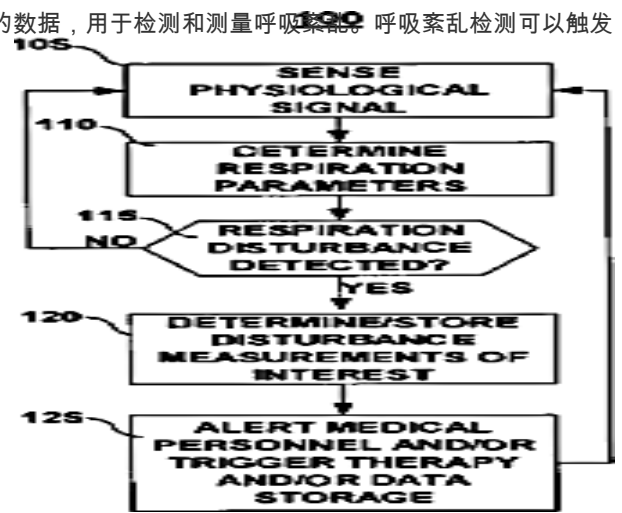 的数据，用于检测和测量呼吸紊乱。呼吸紊乱检测可以触发
100
105
SENSE
PHYSIOLOGICAL
SIGNAL
110
DETERMINE
RESPIRATION
PARAMETERS
115
RESPIRATION
DISTURBANCE
DETECTED?
NO
YES
120
DETERMINE/STORE
DISTURBANCE
MEASUREMENTS OF
INTEREST
125
ALERT MEDICAL
PERSONNEL AND/OR
TRIGGER THERAPY
AND/OR DATA
STORAGE